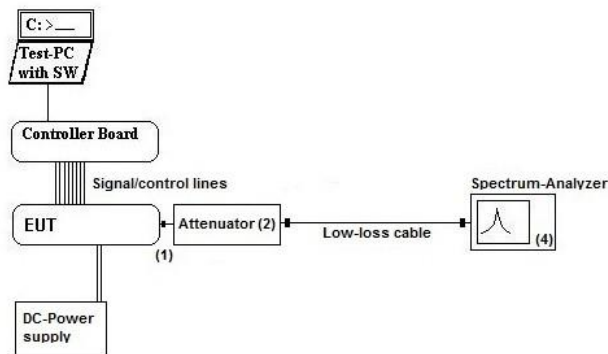 C: >__
Test-PC
with SW
Controller Board
Signal/control lines
Spectrum-Analyzer
EUT
Attenuator (2)
(1)
Low-loss cable
(4)
DC-Power
supply